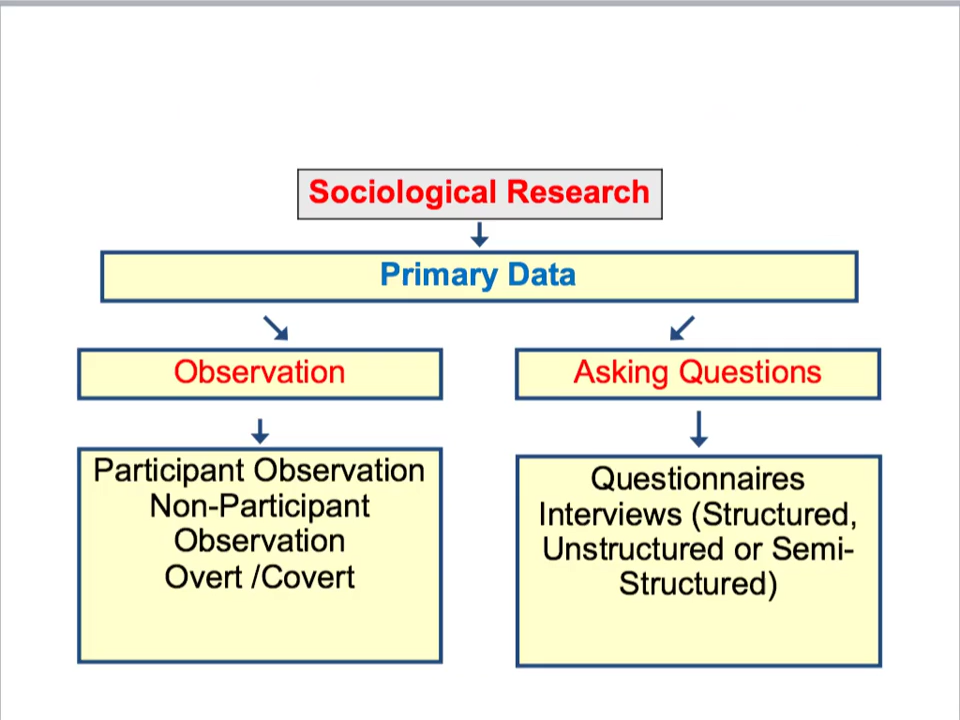 Sociological Research
Primary Data
Observation
Participant Observation
Non-Participant
Observation
Overt /Covert
Asking Questions
Questionnaires
Interviews (Structured,
Unstructured or Semi-
Structured)